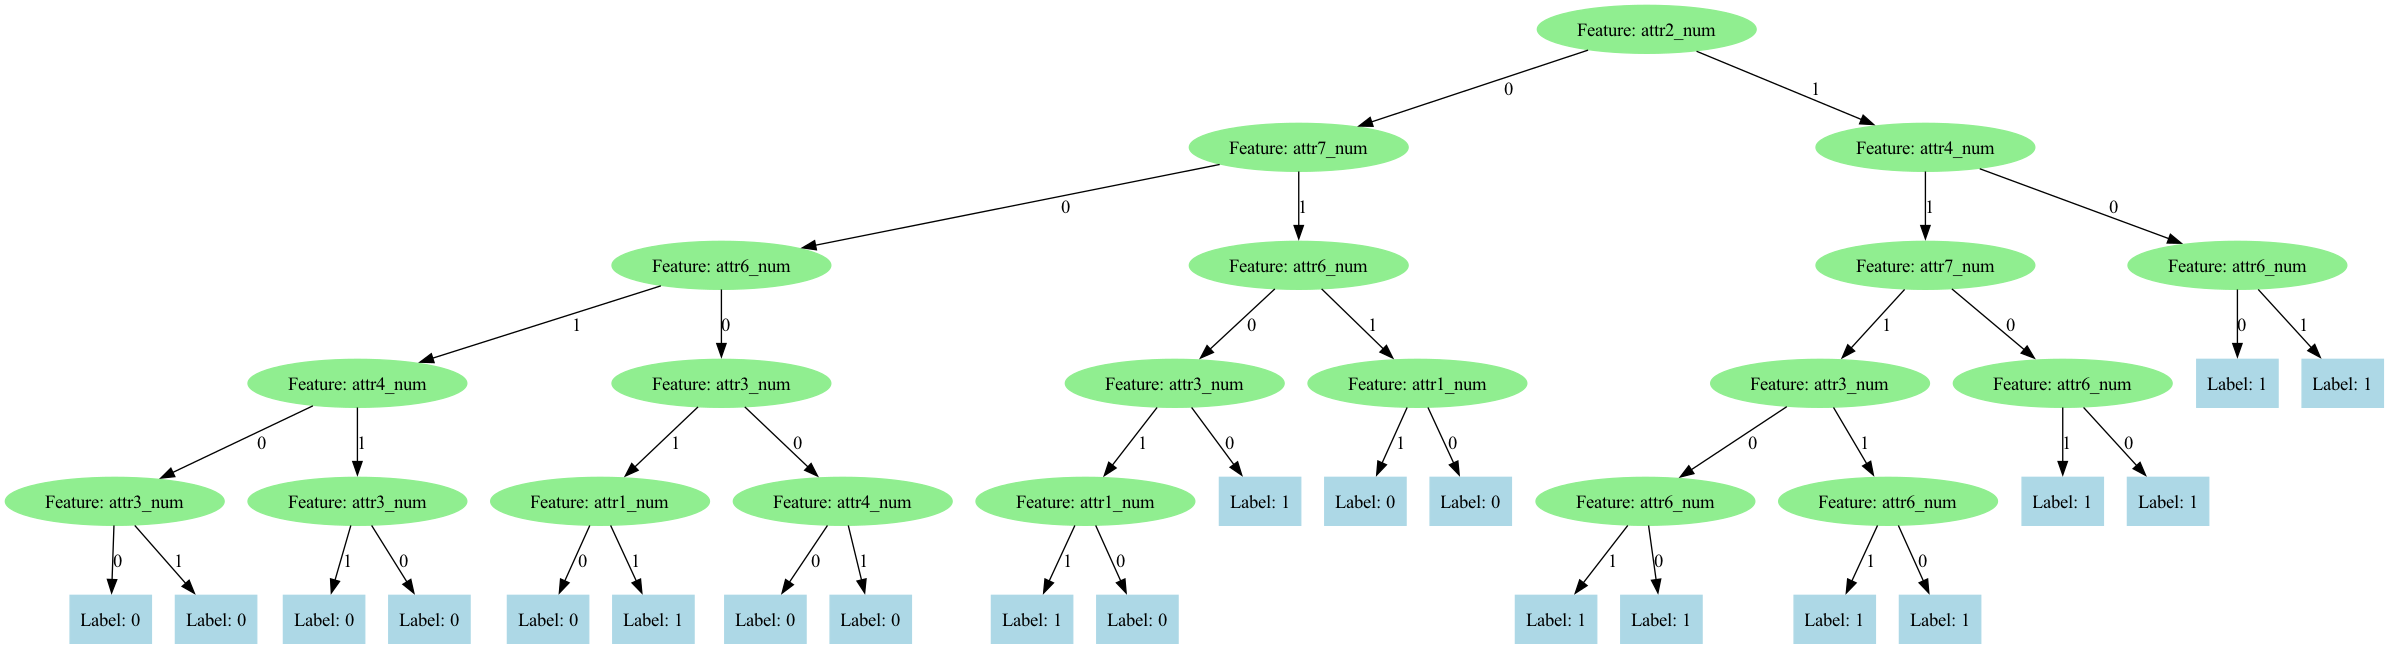 Feature: attr2_num
0
1
Feature: attr7_num
Feature: attr4_num
0
1
1
0
Feature: attr6_num
Feature: attr6_num
Feature: attr7_num
Feature: attr6_num
1
0
0
1
1
0
0
1
Feature: attr4_num
Feature: attr3_num
Feature: attr3_num
Feature: attr1_num
Feature: attr3_num
Feature: attr6_num
Label: 1
Label: 1
0
1
1
0
1
0
1
0
0
1
1
0
Feature: attr3_num
Feature: attr3_num
Feature: attr1_num
Feature: attr4_num
Feature: attr1_num
Label: 1
Label: 0
Label: 0
Feature: attr6_num
Feature: attr6_num
Label: 1
Label: 1
0
1
1
0
0
1
0
1
1
0
1
0
1
0
Label: 0
Label: 0
Label: 0
Label: 0
Label: 0
Label: 1
Label: 0
Label: 0
Label: 1
Label: 0
Label: 1
Label: 1
Label: 1
Label: 1